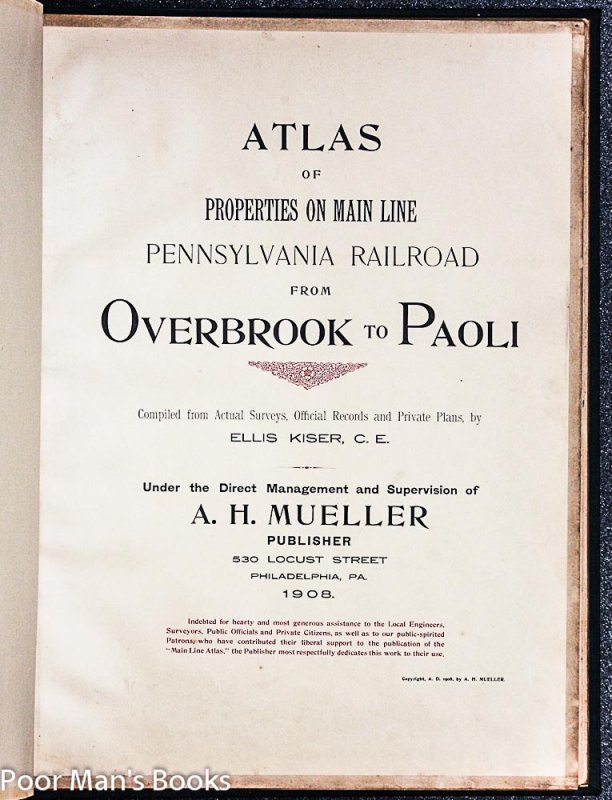 ATLAS
OF
PROPERTIES ON MAIN LINE
PENNSYLVANIA RAILROAD
FROM
OVERBROOK TO PAOLI
Compiled from Actual Surveys, Official Records and Private Plans, by
ELLIS KISER, C. E.
Under the Direct Management and Supervision of
A. H. MUELLER
PUBLISHER
530 LOCUST STREET
PHILADELPHIA, PA.
1908.
Indebted for hearty and most generous assistance to the Local Engineers,
Surveyors, Public Officials and Private Citizens, as well as to our public-spirited
Patrons, who have contributed their liberal support to the publication of the
"Main Line Atlas," the Publisher most respectfully dedicates this work to their use.
Copyright, A. D. 1908, by A. H. MUELLER.
Poor Man's Books